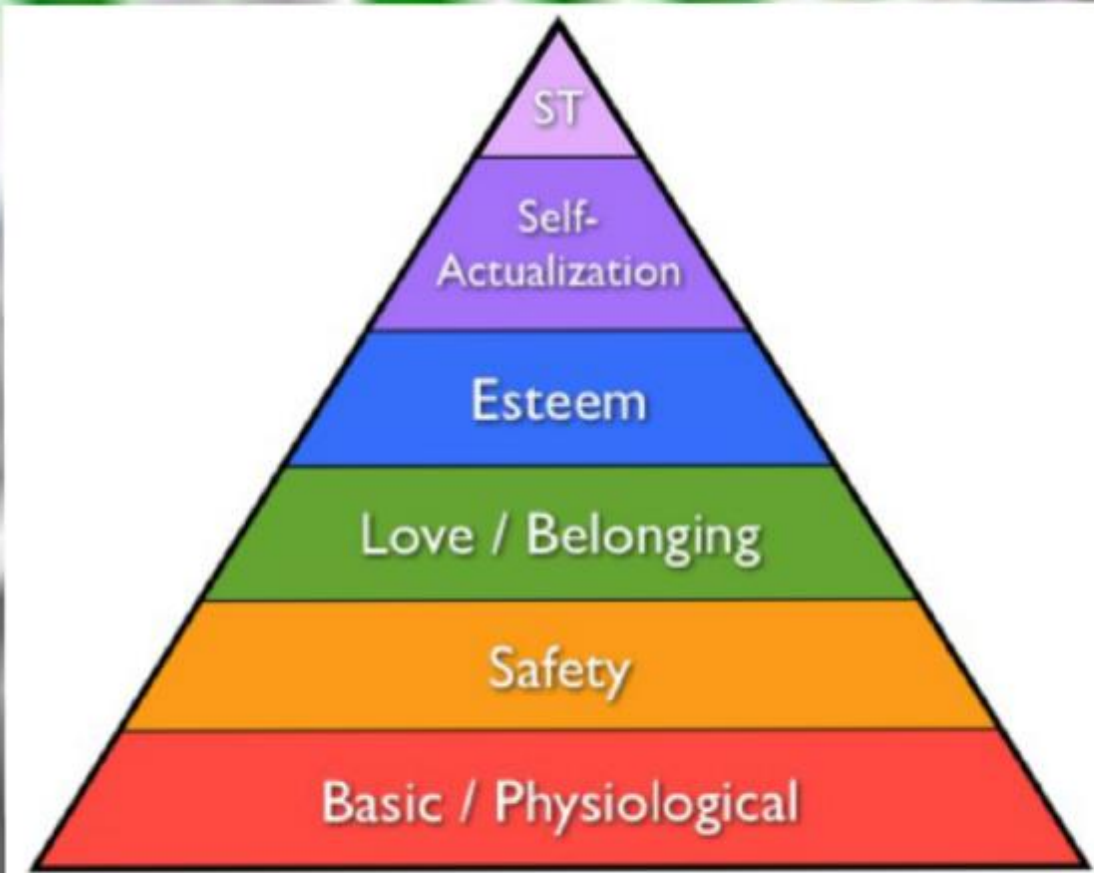 ST
Self-
Actualization
Esteem
Love / Belonging
Safety
Basic / Physiological